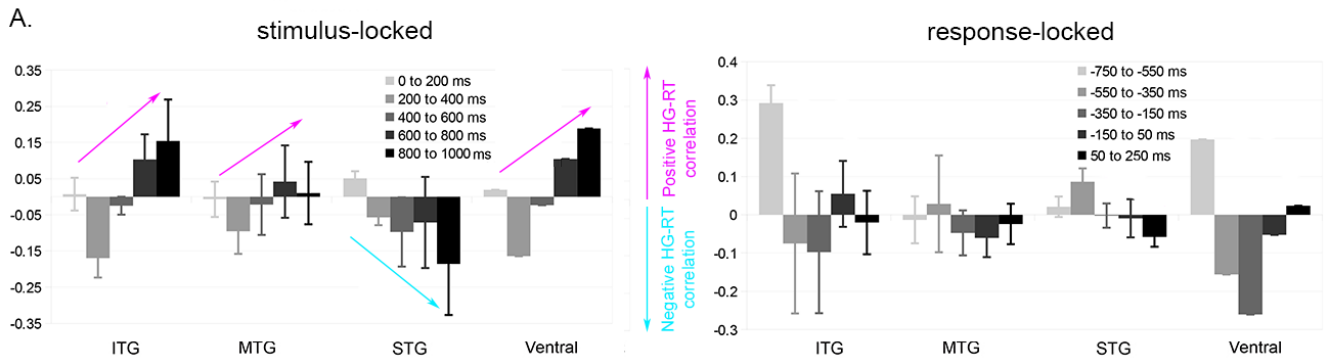 A.
stimulus-locked
0.35
0.25
0.15
0.05
-0.05
-0.15
-0.25
-0.35
0 to 200 ms
200 to 400 ms
400 to 600 ms
600 to 800 ms
800 to 1000 ms
ITG
MTG
STG
Ventral
Positive HG-RT
correlation
Negative HG-RT
correlation
response-locked
0.4
0.3
0.2
0.1
0
-0.1
-0.2
-0.3
-750 to -550 ms
-550 to -350 ms
-350 to -150 ms
-150 to 50 ms
50 to 250 ms
ITG
MTG
STG
Ventral